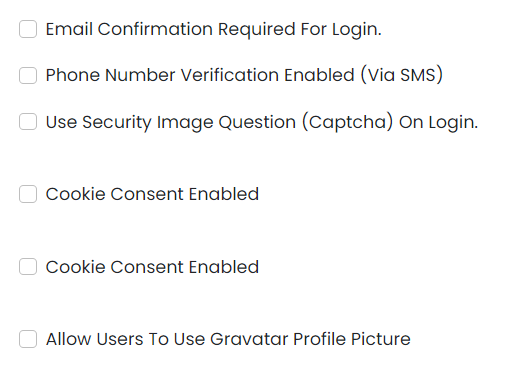 Email Confirmation Required For Login.
Phone Number Verification Enabled (Via SMS)
Use Security Image Question (Captcha) On Login.
Cookie Consent Enabled
Cookie Consent Enabled
Allow Users To Use Gravatar Profile Picture